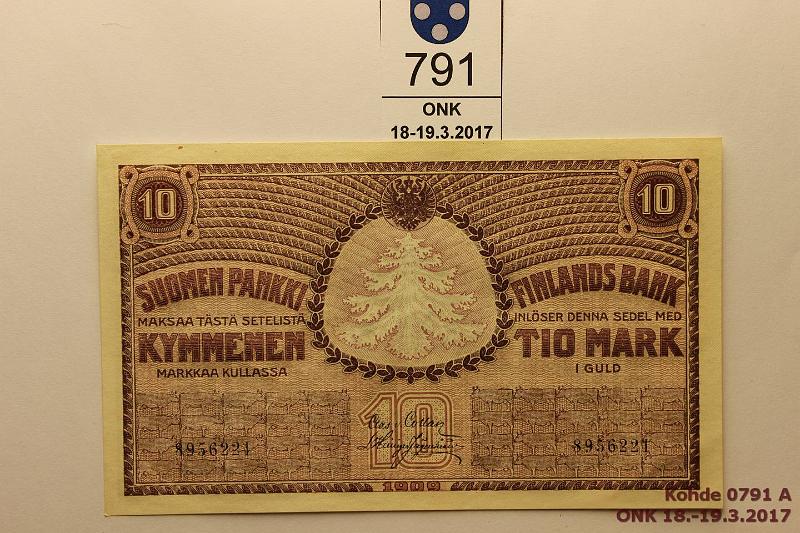 791
ONK
18-19.3.2017
10
10
SUOMEN PANKKI
FINLANDS BANK
MAKSAA TÄSTÄ SETELISTÄ
INLÖSER DENNA SEDEL MED
KYMMENEN
TIO MARK
MARKKAA KULLASSA
I GULD
10
8956221
8956221
1909
Kohde 0791 A
ONK 18.-19.3.2017